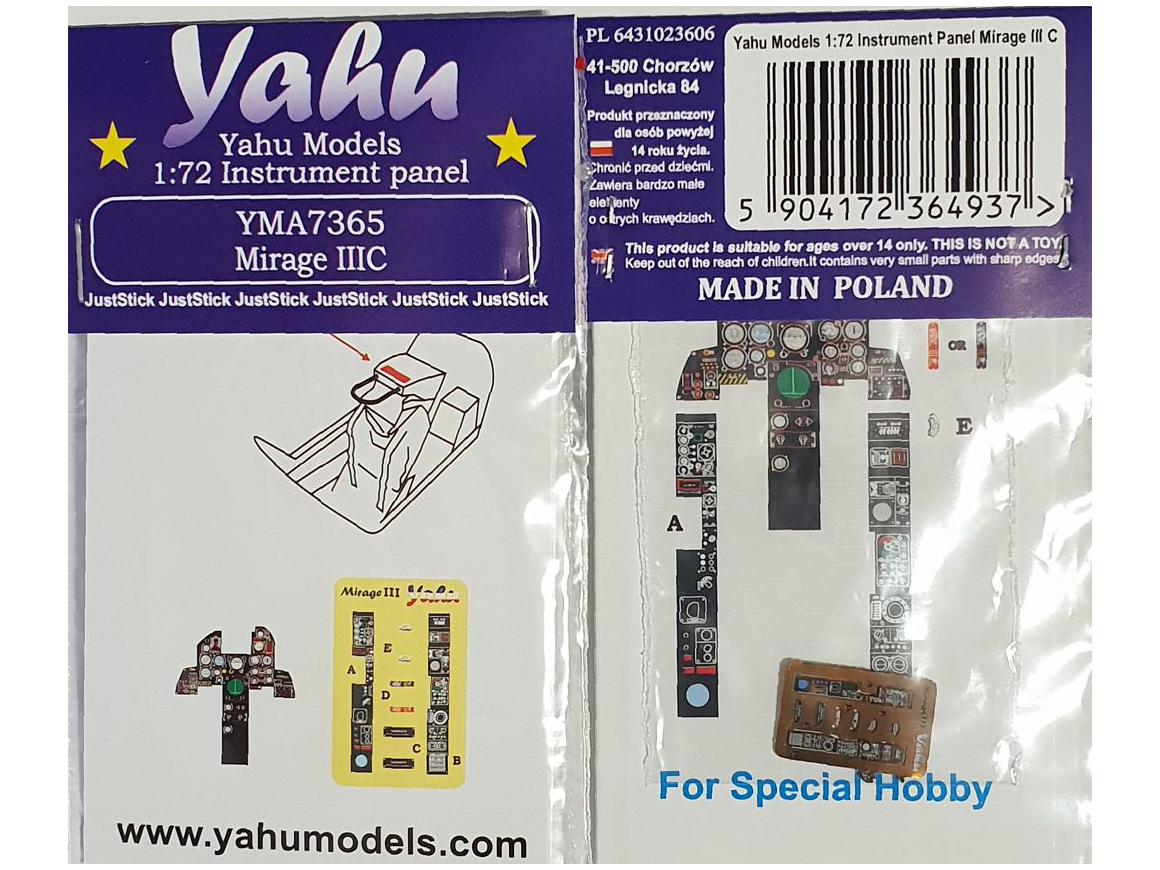 Yahu
Yahu Models
1:72 Instrument panel
YMA7365
Mirage IIIC
JustStick JustStick JustStick JustStick JustStick JustStick
Mirage III Yahu
E
A
D
C
B
www.yahumodels.com
PL 6431023606
41-500 Chorzów
Legnicka 84
Produkt przeznaczony
dla osób powyżej
14 roku życia.
Chronić przed dziećmi.
Zawiera bardzo małe
elementy
o ostrych krawędziach.
Yahu Models 1:72 Instrument Panel Mirage III C
5 904172 364937 >
This product is suitable for ages over 14 only. THIS IS NOT A TOY.
Keep out of the reach of children.It contains very small parts with sharp edges
MADE IN POLAND
OR
E
A
Yahu
For Special Hobby